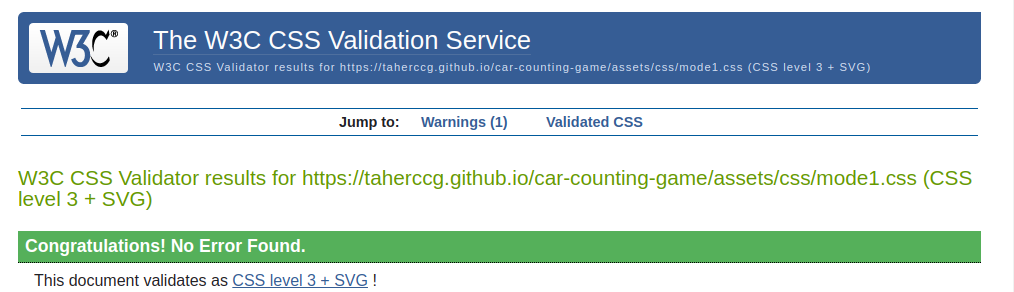 W3C®
The W3C CSS Validation Service
W3C CSS Validator results for https://taherccg.github.io/car-counting-game/assets/css/mode1.css (CSS level 3 + SVG)
Jump to: Warnings (1) Validated CSS
W3C CSS Validator results for https://taherccg.github.io/car-counting-game/assets/css/mode1.css (CSS
level 3 + SVG)
Congratulations! No Error Found.
This document validates as CSS level 3 + SVG !